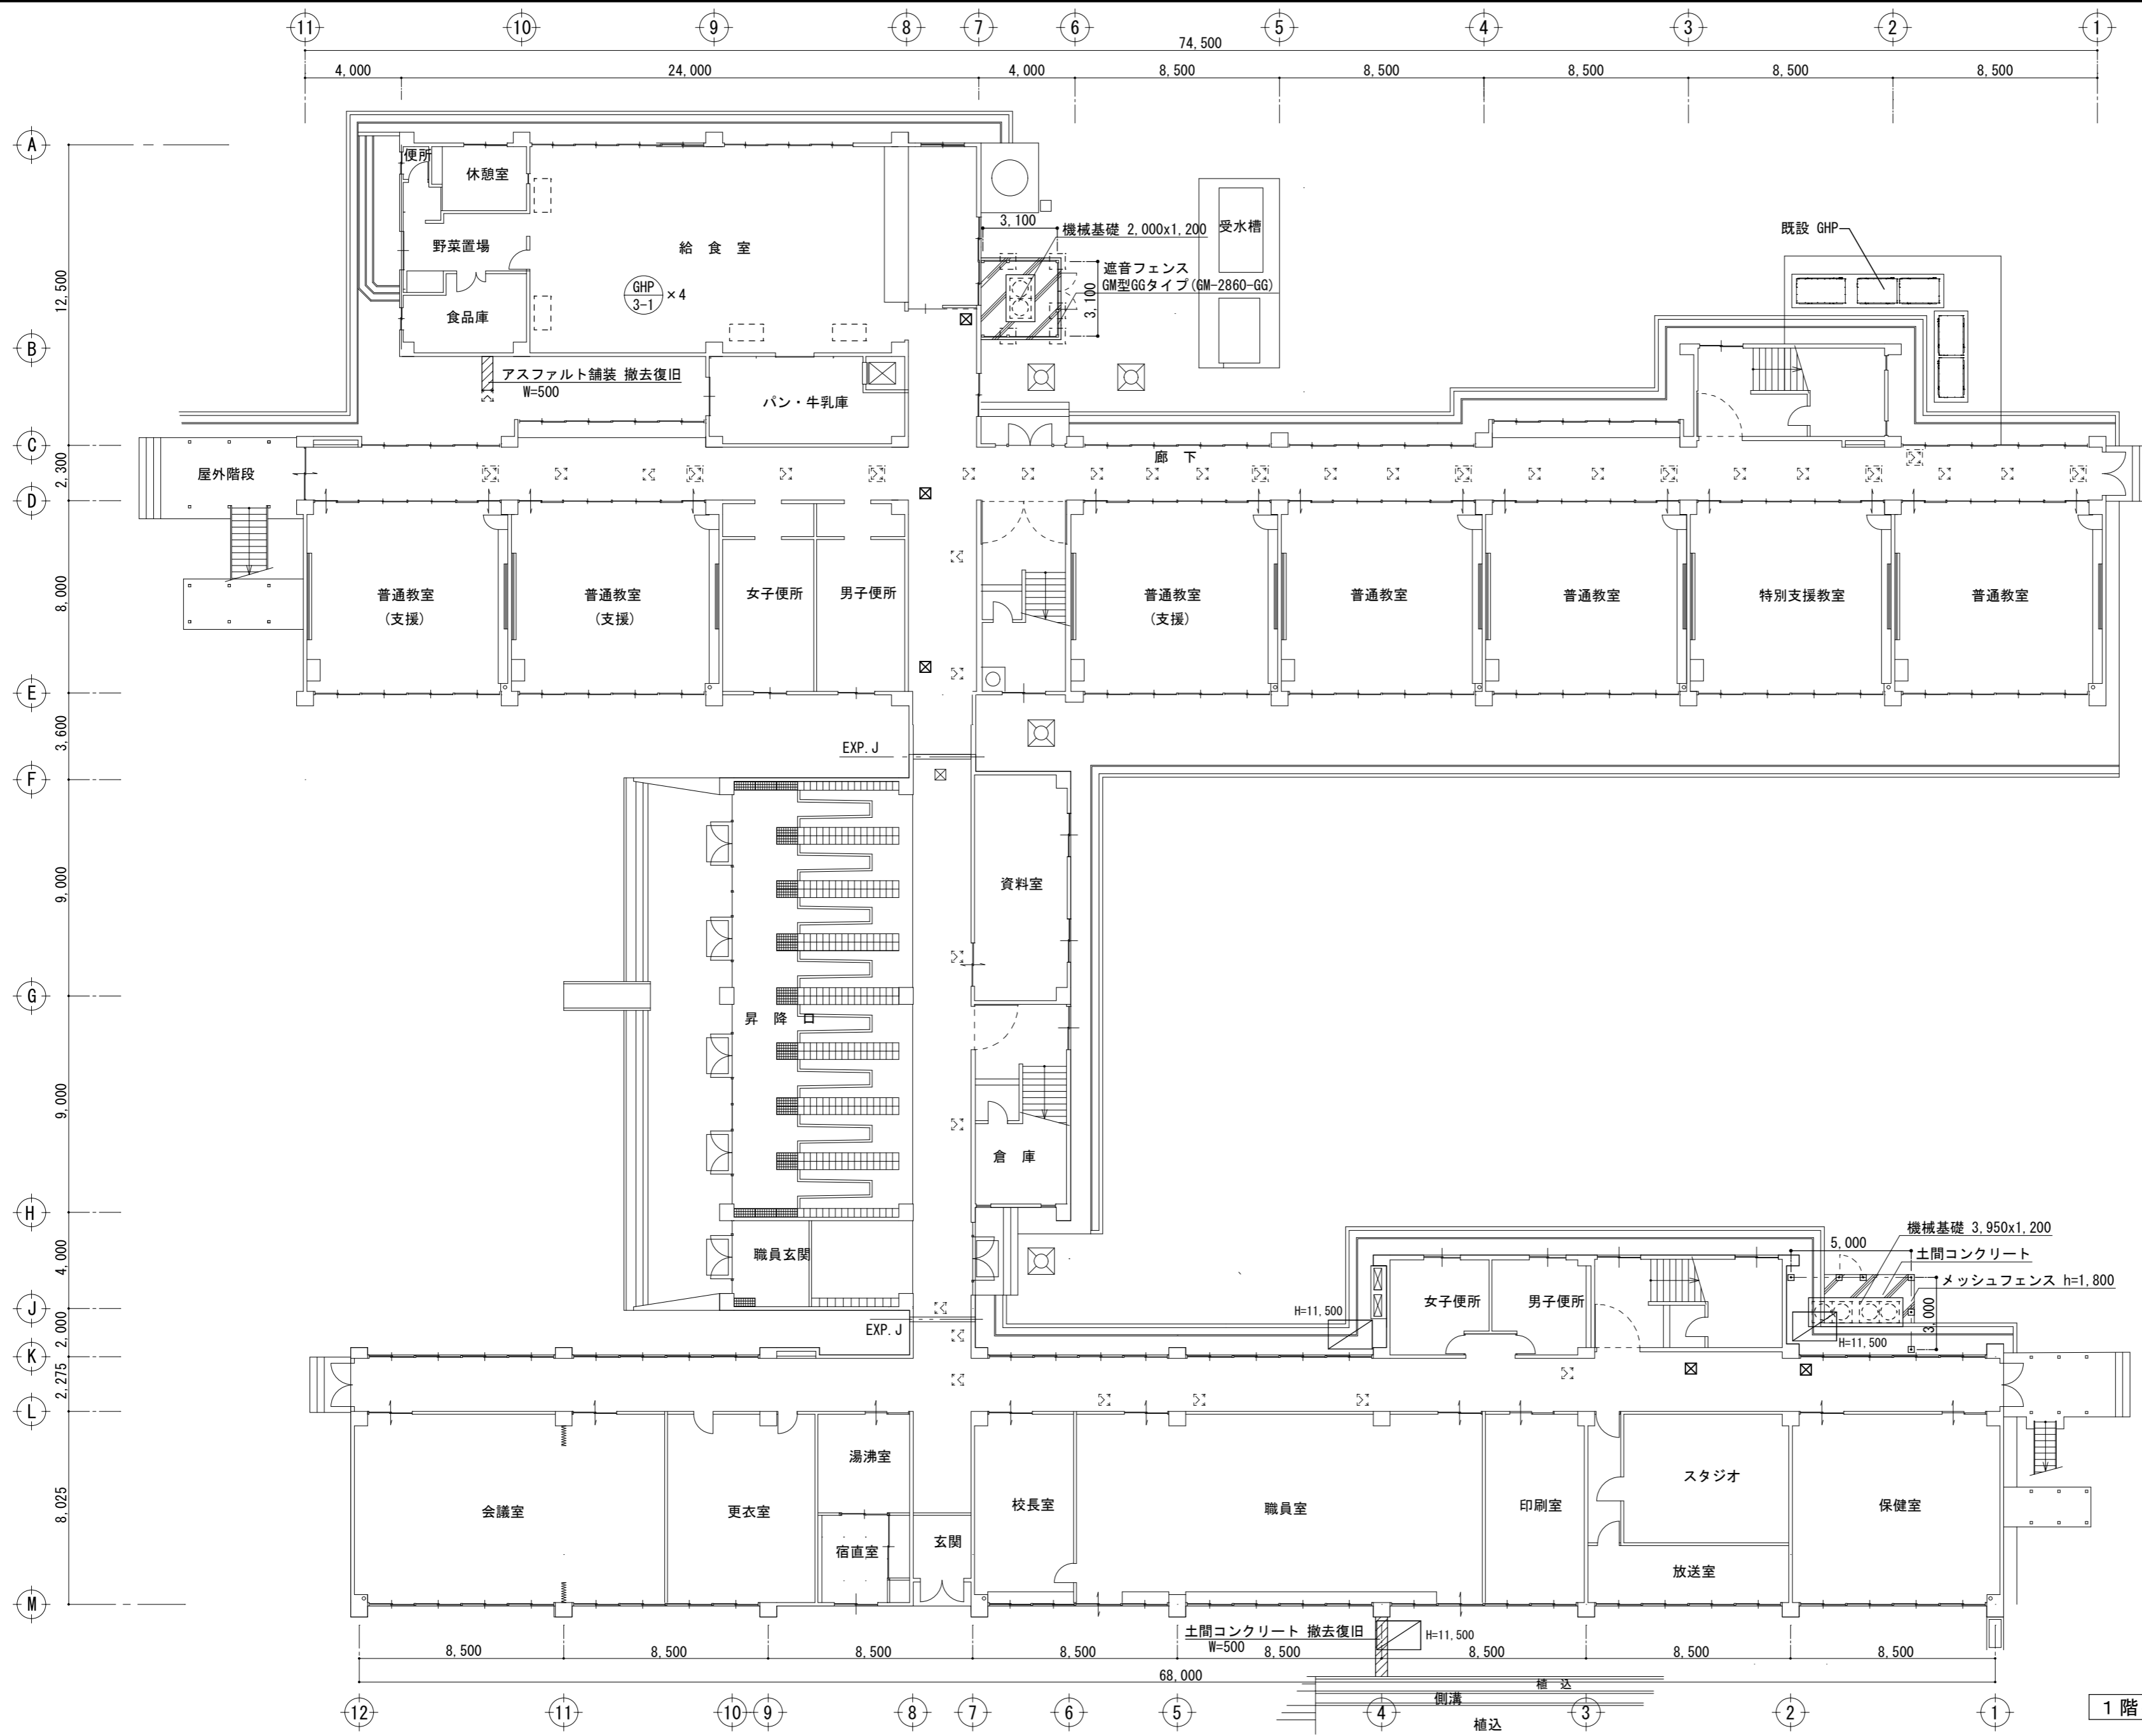 11 10 9 8 7 6 5 4 3 2 1
74,500
4,000 24,000 4,000 8,500 8,500 8,500 8,500 8,500
A
便所
休憩室
3,100
機械基礎 2,000x1,200
受水槽
既設 GHP
野菜置場
給 食 室
遮音フェンス
GM型GGタイプ(GM-2860-GG)
3,100
12,500
GHP
3-1
×4
食品庫
B
アスファルト舗装 撤去復旧
W=500
パン・牛乳庫
C
廊 下
2,300
屋外階段
D
8,000
普通教室
(支援)
普通教室
(支援)
女子便所
男子便所
普通教室
(支援)
普通教室
普通教室
特別支援教室
普通教室
E
3,600
EXP.J
F
9,000
資料室
G
昇 降 口
9,000
倉 庫
H
4,000
職員玄関
機械基礎 3,950x1,200
5,000
土間コンクリート
メッシュフェンス h=1,800
3,000
女子便所
男子便所
H=11,500
J
2,000
EXP.J
H=11,500
K
2,275
L
湯沸室
スタジオ
8,025
会議室
更衣室
校長室
職員室
印刷室
保健室
宿直室
玄関
放送室
M
土間コンクリート 撤去復旧
W=500
H=11,500
8,500 8,500 8,500 8,500 8,500 8,500 8,500 8,500
68,000
植 込
側溝
植込
12 11 10 9 8 7 6 5 4 3 2 1
1階